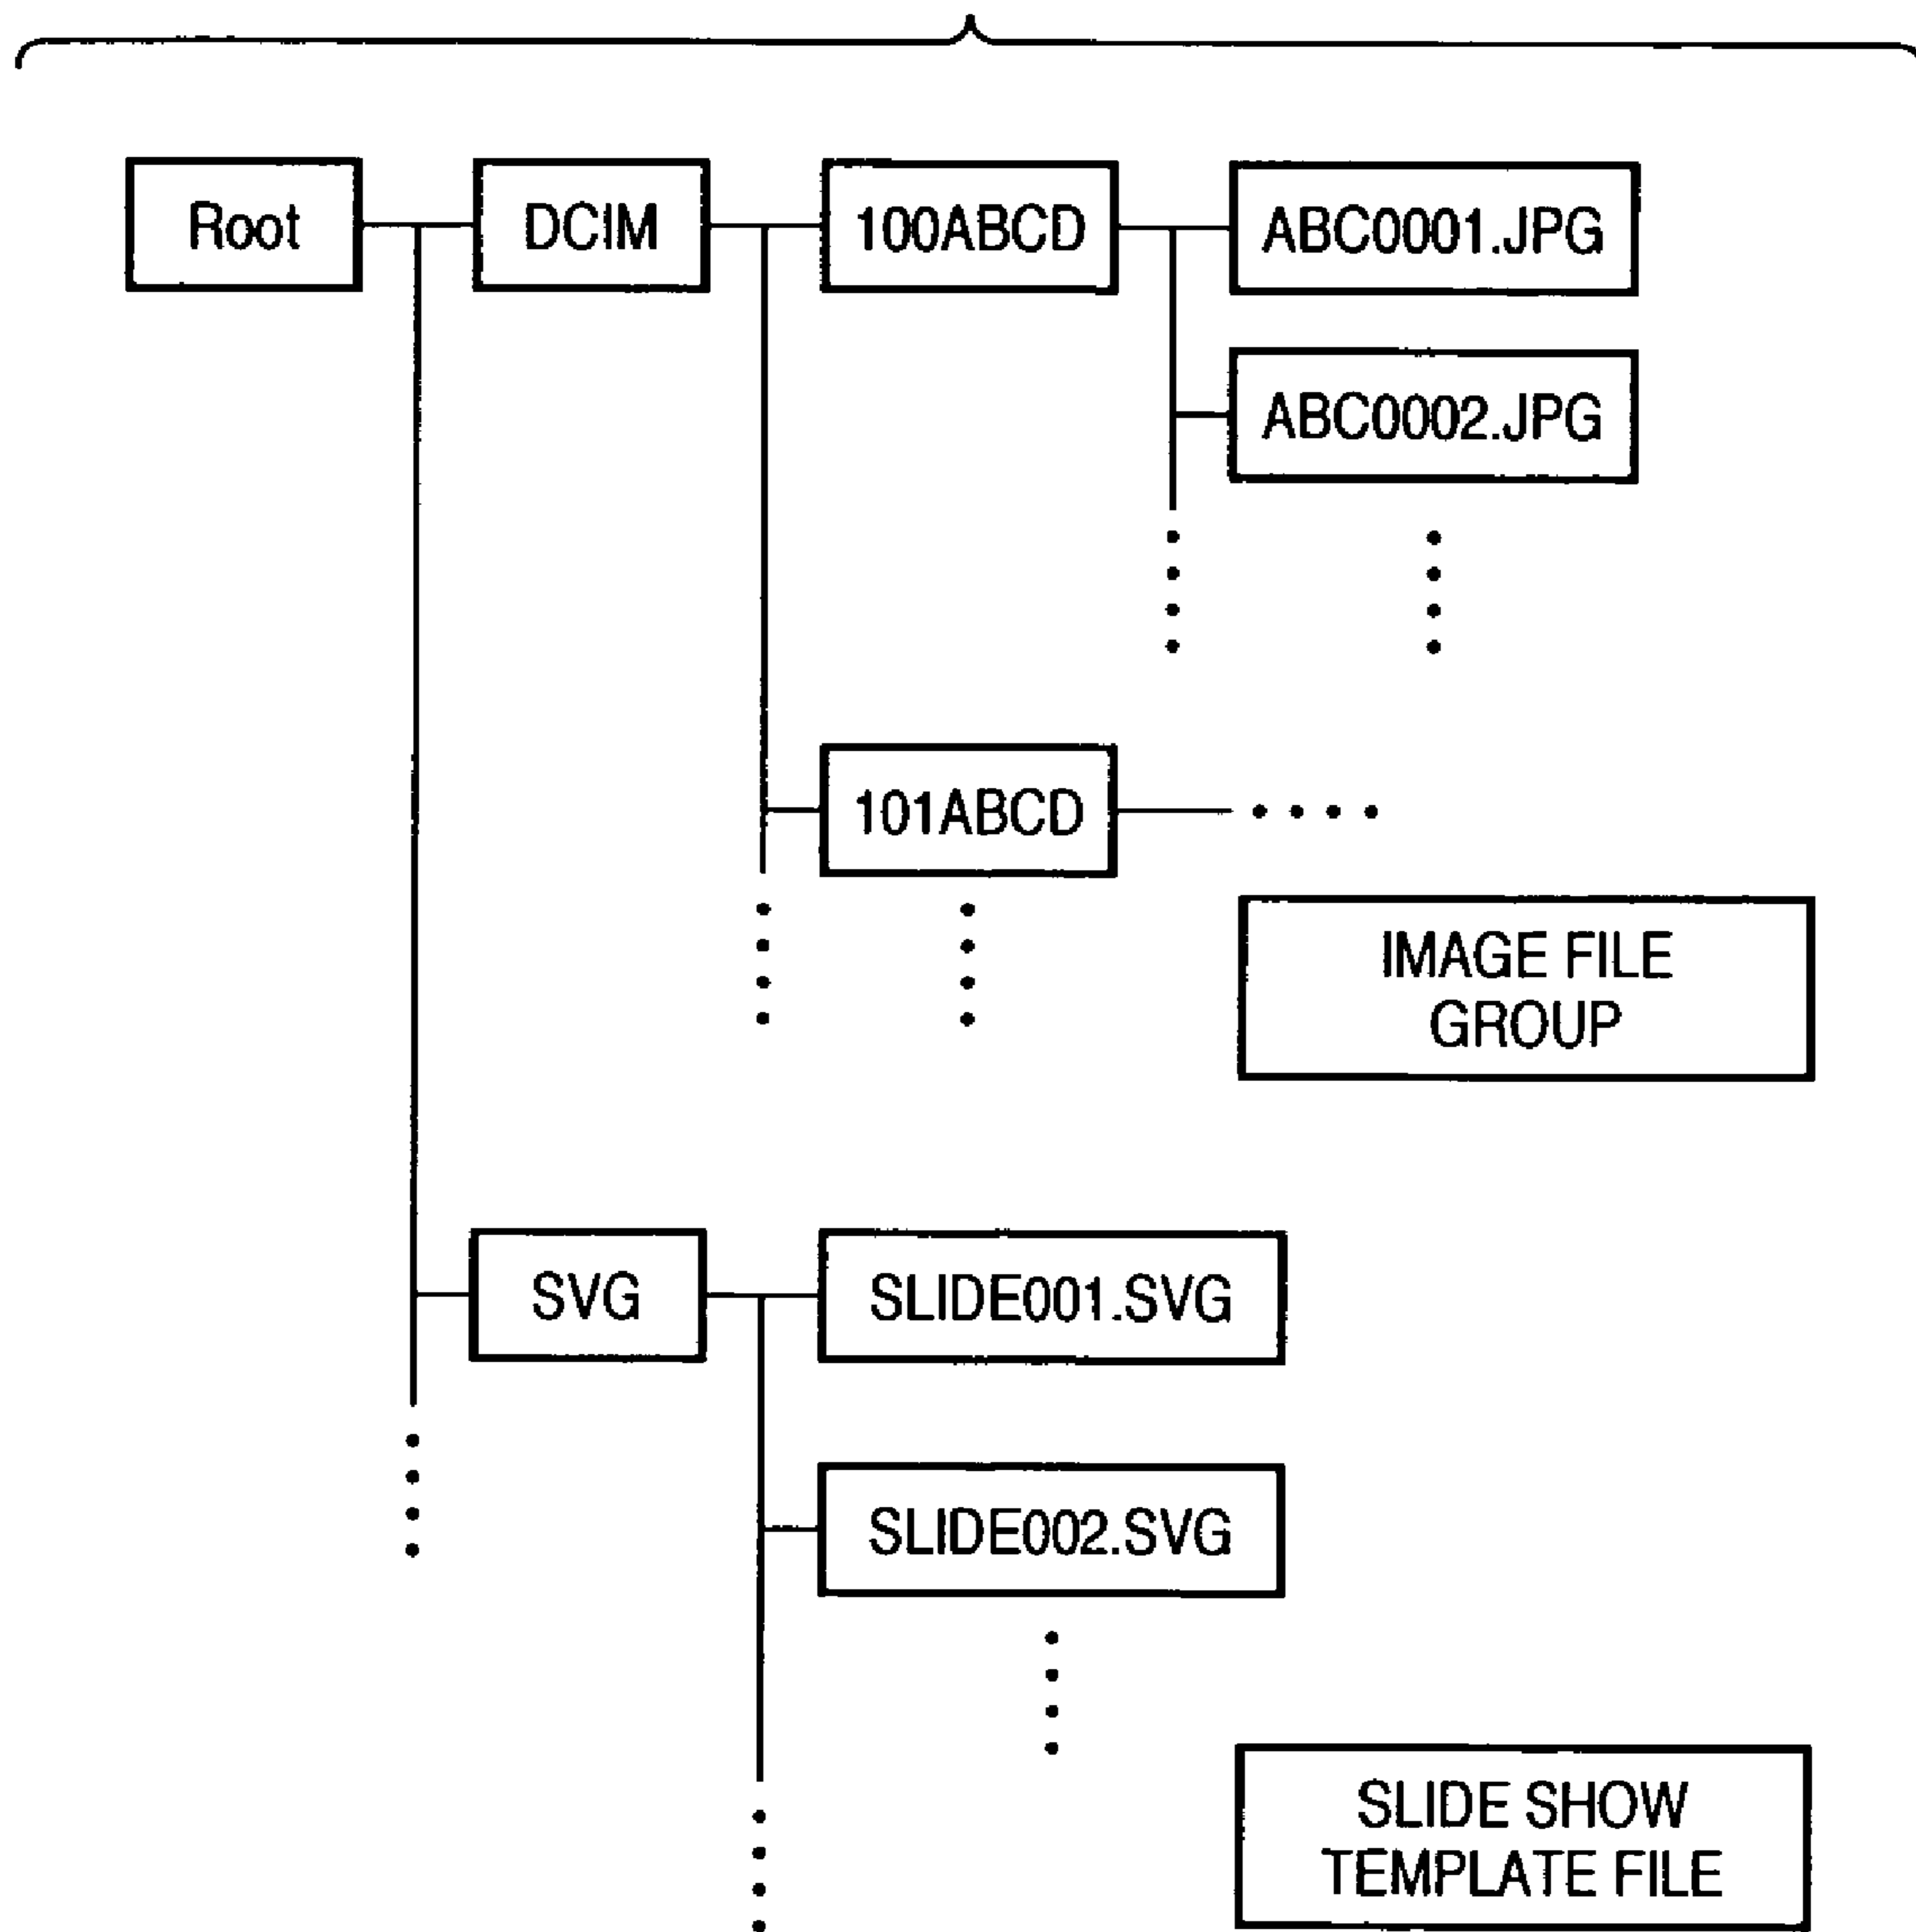 Root
DCIM
100ABCD
ABC0001.JPG
ABC0002.JPG
101ABCD
IMAGE FILE
GROUP
SVG
SLIDE001.SVG
SLIDE002.SVG
SLIDE SHOW
TEMPLATE FILE